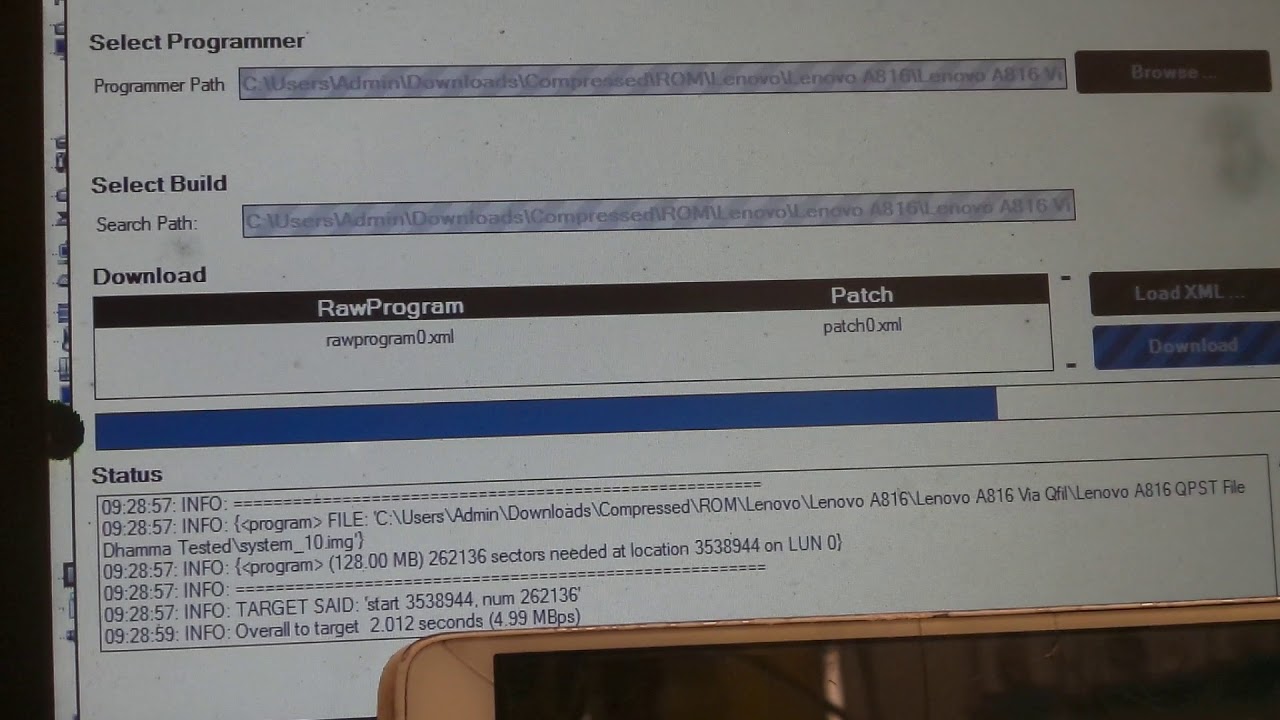 Select Programmer
Programmer Path C:\Users\Admin\Downloads\Compressed\ROM\Lenovo\Lenovo A816\Lenovo A816 Vi Browse ...
Select Build
Search Path: C:\Users\Admin\Downloads\Compressed\ROM\Lenovo\Lenovo A816\Lenovo A816 Vi
Download
RawProgram Patch Load XML ...
rawprogram0.xml patch0.xml Download
Status
09:28:57: INFO: =======================================================
09:28:57: INFO: {<program> FILE: 'C:\Users\Admin\Downloads\Compressed\ROM\Lenovo\Lenovo A816\Lenovo A816 Via Qfil\Lenovo A816 QPST File
Dhamma Tested\system_10.img'}
09:28:57: INFO: {<program> (128.00 MB) 262136 sectors needed at location 3538944 on LUN 0}
09:28:57: INFO: =======================================================
09:28:57: INFO: TARGET SAID: 'start 3538944, num 262136'
09:28:59: INFO: Overall to target  2.012 seconds (4.99 MBps)